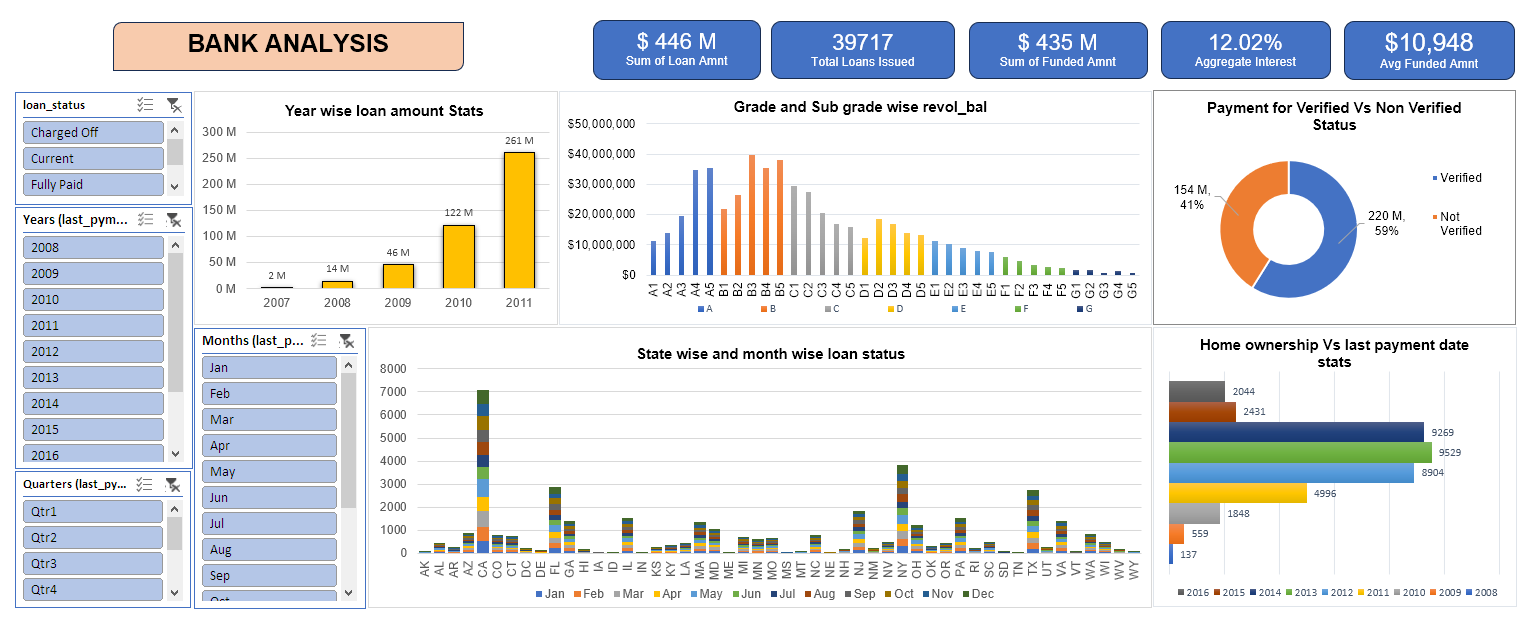 BANK ANALYSIS
$ 446 M
Sum of Loan Amnt
39717
Total Loans Issued
$ 435 M
Sum of Funded Amnt
12.02%
Aggregate Interest
$10,948
Avg Funded Amnt
loan_status
Charged Off
Current
Fully Paid
Years (last_pym...
2008
2009
2010
2011
2012
2013
2014
2015
2016
Quarters (last_py...
Qtr1
Qtr2
Qtr3
Qtr4
Year wise loan amount Stats
300 M
250 M
200 M
150 M
100 M
50 M
0 M
2 M
14 M
46 M
122 M
261 M
2007 2008 2009 2010 2011
Months (last_p...
Jan
Feb
Mar
Apr
May
Jun
Jul
Aug
Sep
Oct
Grade and Sub grade wise revol_bal
$50,000,000
$40,000,000
$30,000,000
$20,000,000
$10,000,000
$0
A1 A2 A3 A4 A5 B1 B2 B3 B4 B5 C1 C2 C3 C4 C5 D1 D2 D3 D4 D5 E1 E2 E3 E4 E5 F1 F2 F3 F4 F5 G1 G2 G3 G4 G5
A B C D E F G
Payment for Verified Vs Non Verified
Status
154 M,
41%
220 M,
59%
Verified
Not
Verified
State wise and month wise loan status
8000
7000
6000
5000
4000
3000
2000
1000
0
AK AL AR AZ CA CO CT DC DE FL GA HI IA ID IL IN KS KY LA MA MD ME MI MN MO MS MT NC NE NH NJ NM NV NY OH OK OR PA RI SC SD TN TX UT VA VT WA WI WV WY
Jan Feb Mar Apr May Jun Jul Aug Sep Oct Nov Dec
Home ownership Vs last payment date
stats
2044
2431
9269
9529
8904
4996
1848
559
137
2016 2015 2014 2013 2012 2011 2010 2009 2008